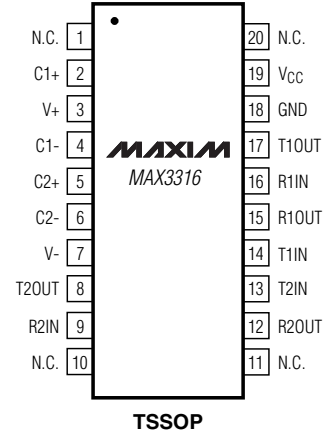 N.C. 1 20 N.C.
C1+ 2 19 VCC
V+ 3 18 GND
C1- 4 MAXIM 17 T1OUT
C2+ 5 MAX3316 16 R1IN
C2- 6 15 R1OUT
V- 7 14 T1IN
T2OUT 8 13 T2IN
R2IN 9 12 R2OUT
N.C. 10 11 N.C.
TSSOP